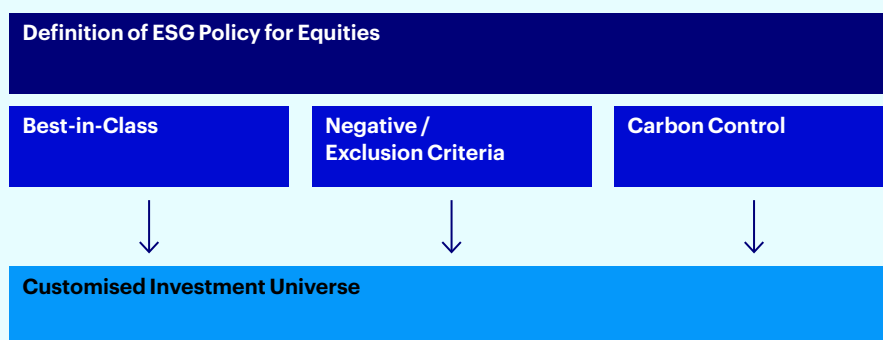 Definition of ESG Policy for Equities
Best-in-Class
Negative /
Exclusion Criteria
Carbon Control
Customised Investment Universe